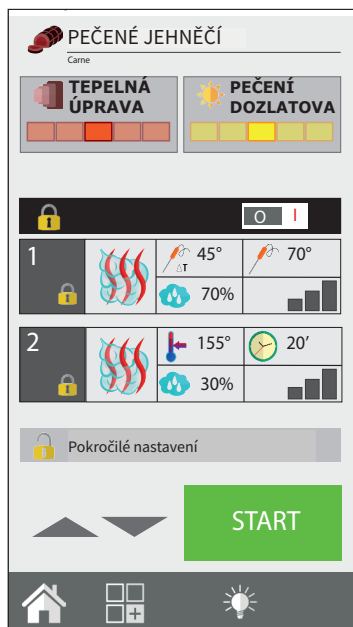 PEČENÉ JEHNĚČÍ
Carne
TEPELNÁ
ÚPRAVA
PEČENÍ
DOZLATOVA
O I
1
ΔT
45°
70°
70%
2
155°
20’
30%
Pokročilé nastavení
START